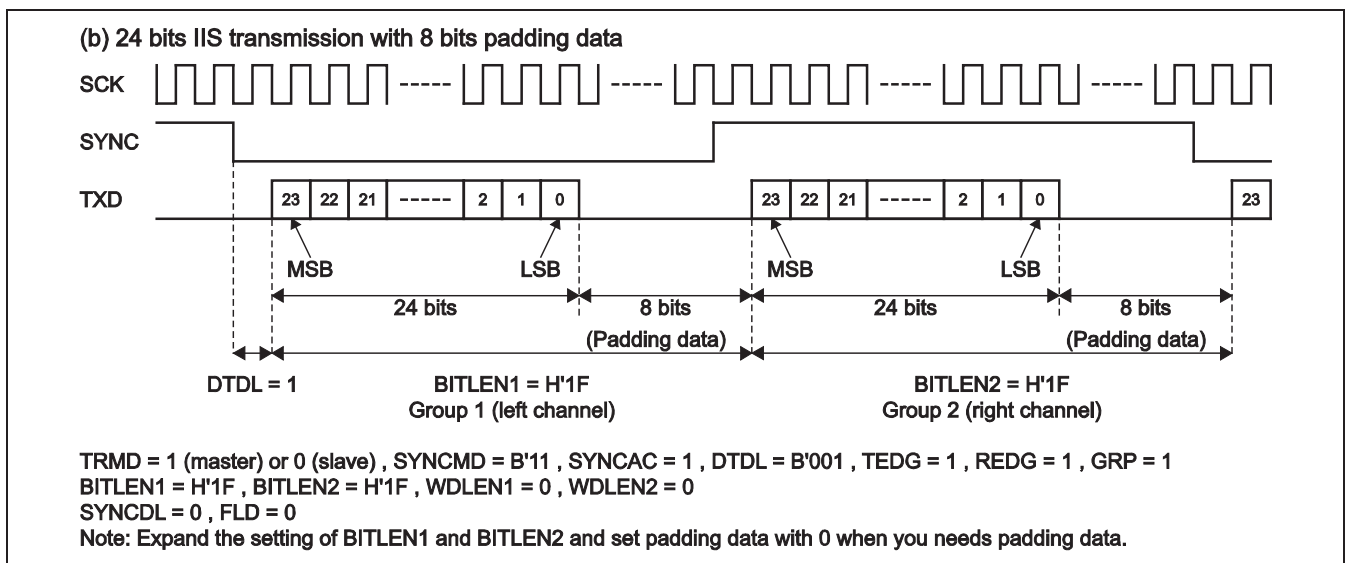 (b) 24 bits IIS transmission with 8 bits padding data
SCK
SYNC
TXD 23 22 21 ----- 2 1 0 23 22 21 ----- 2 1 0 23
MSB LSB MSB LSB
24 bits 8 bits 24 bits 8 bits
(Padding data) (Padding data)
DTDL = 1 BITLEN1 = H'1F BITLEN2 = H'1F
Group 1 (left channel) Group 2 (right channel)
TRMD = 1 (master) or 0 (slave) , SYNCMD = B'11 , SYNCAC = 1 , DTDL = B'001 , TEDG = 1 , REDG = 1 , GRP = 1
BITLEN1 = H'1F , BITLEN2 = H'1F , WDLEN1 = 0 , WDLEN2 = 0
SYNCDL = 0 , FLD = 0
Note: Expand the setting of BITLEN1 and BITLEN2 and set padding data with 0 when you needs padding data.